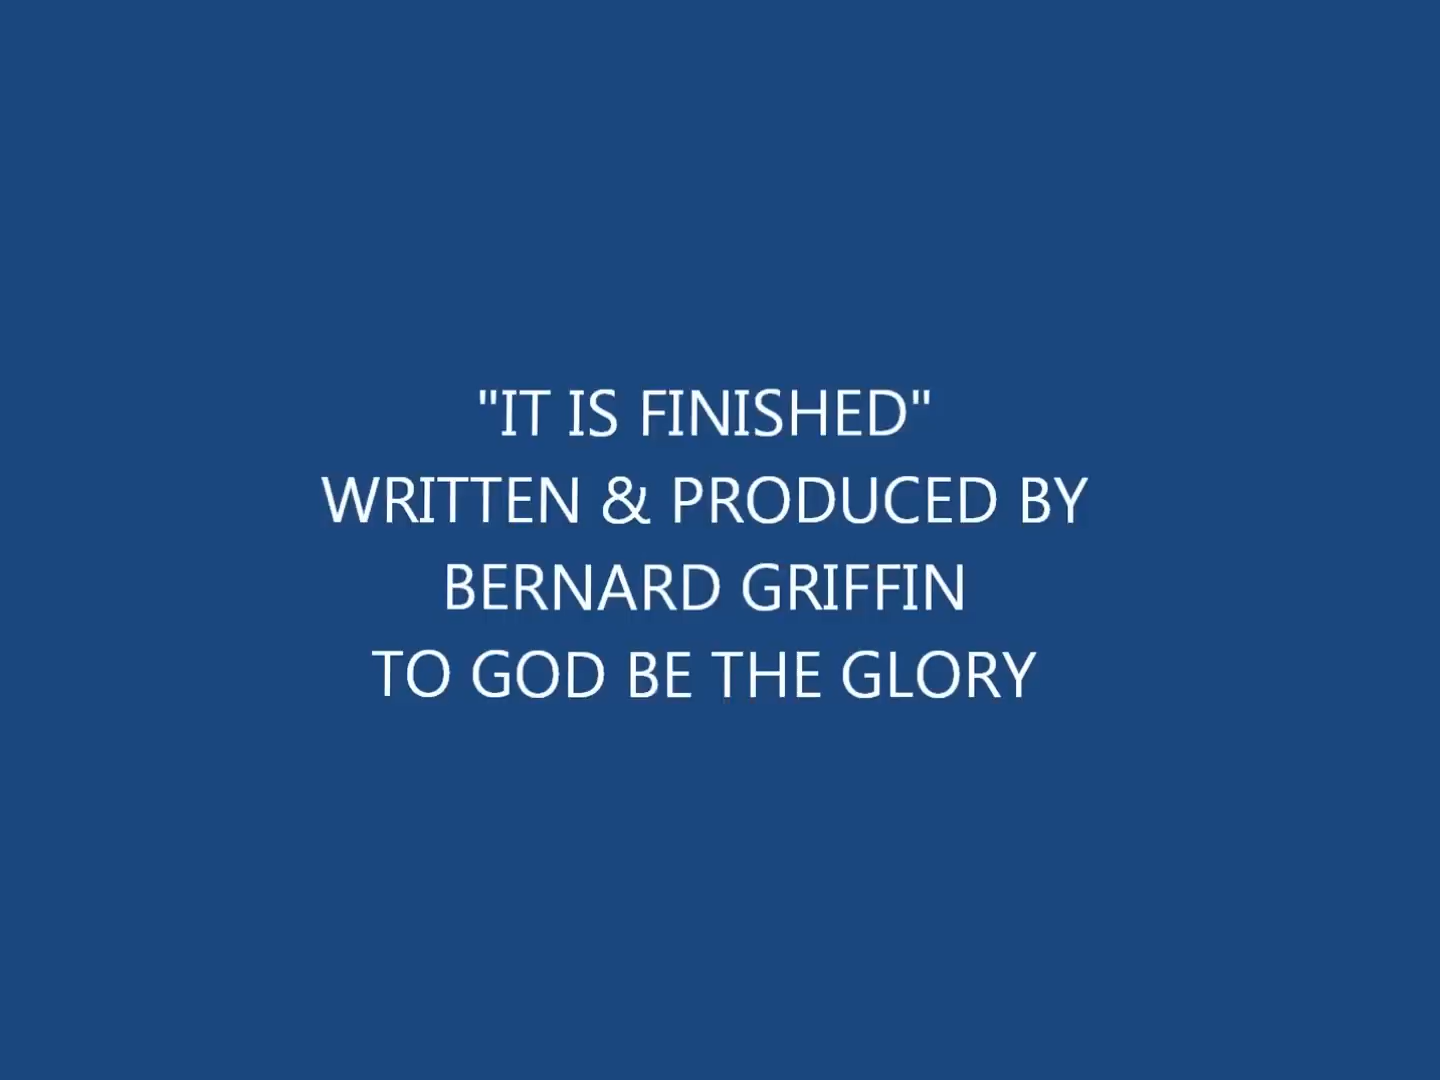 "IT IS FINISHED"
WRITTEN & PRODUCED BY
BERNARD GRIFFIN
TO GOD BE THE GLORY